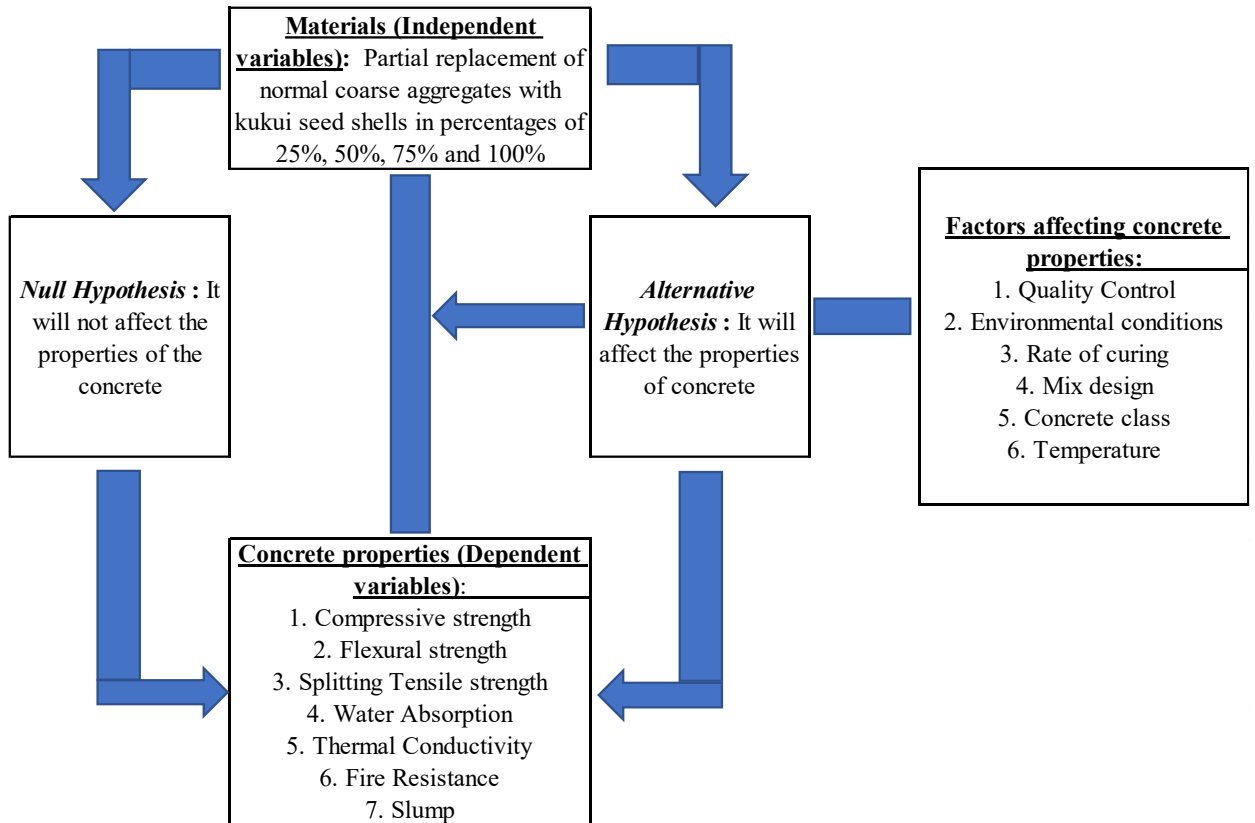 Materials (Independent
variables): Partial replacement of
normal coarse aggregates with
kukui seed shells in percentages of
25%, 50%, 75% and 100%
Null Hypothesis : It
will not affect the
properties of the
concrete
Alternative
Hypothesis : It will
affect the properties
of concrete
Factors affecting concrete
properties:
1. Quality Control
2. Environmental conditions
3. Rate of curing
4. Mix design
5. Concrete class
6. Temperature
Concrete properties (Dependent
variables):
1. Compressive strength
2. Flexural strength
3. Splitting Tensile strength
4. Water Absorption
5. Thermal Conductivity
6. Fire Resistance
7. Slump